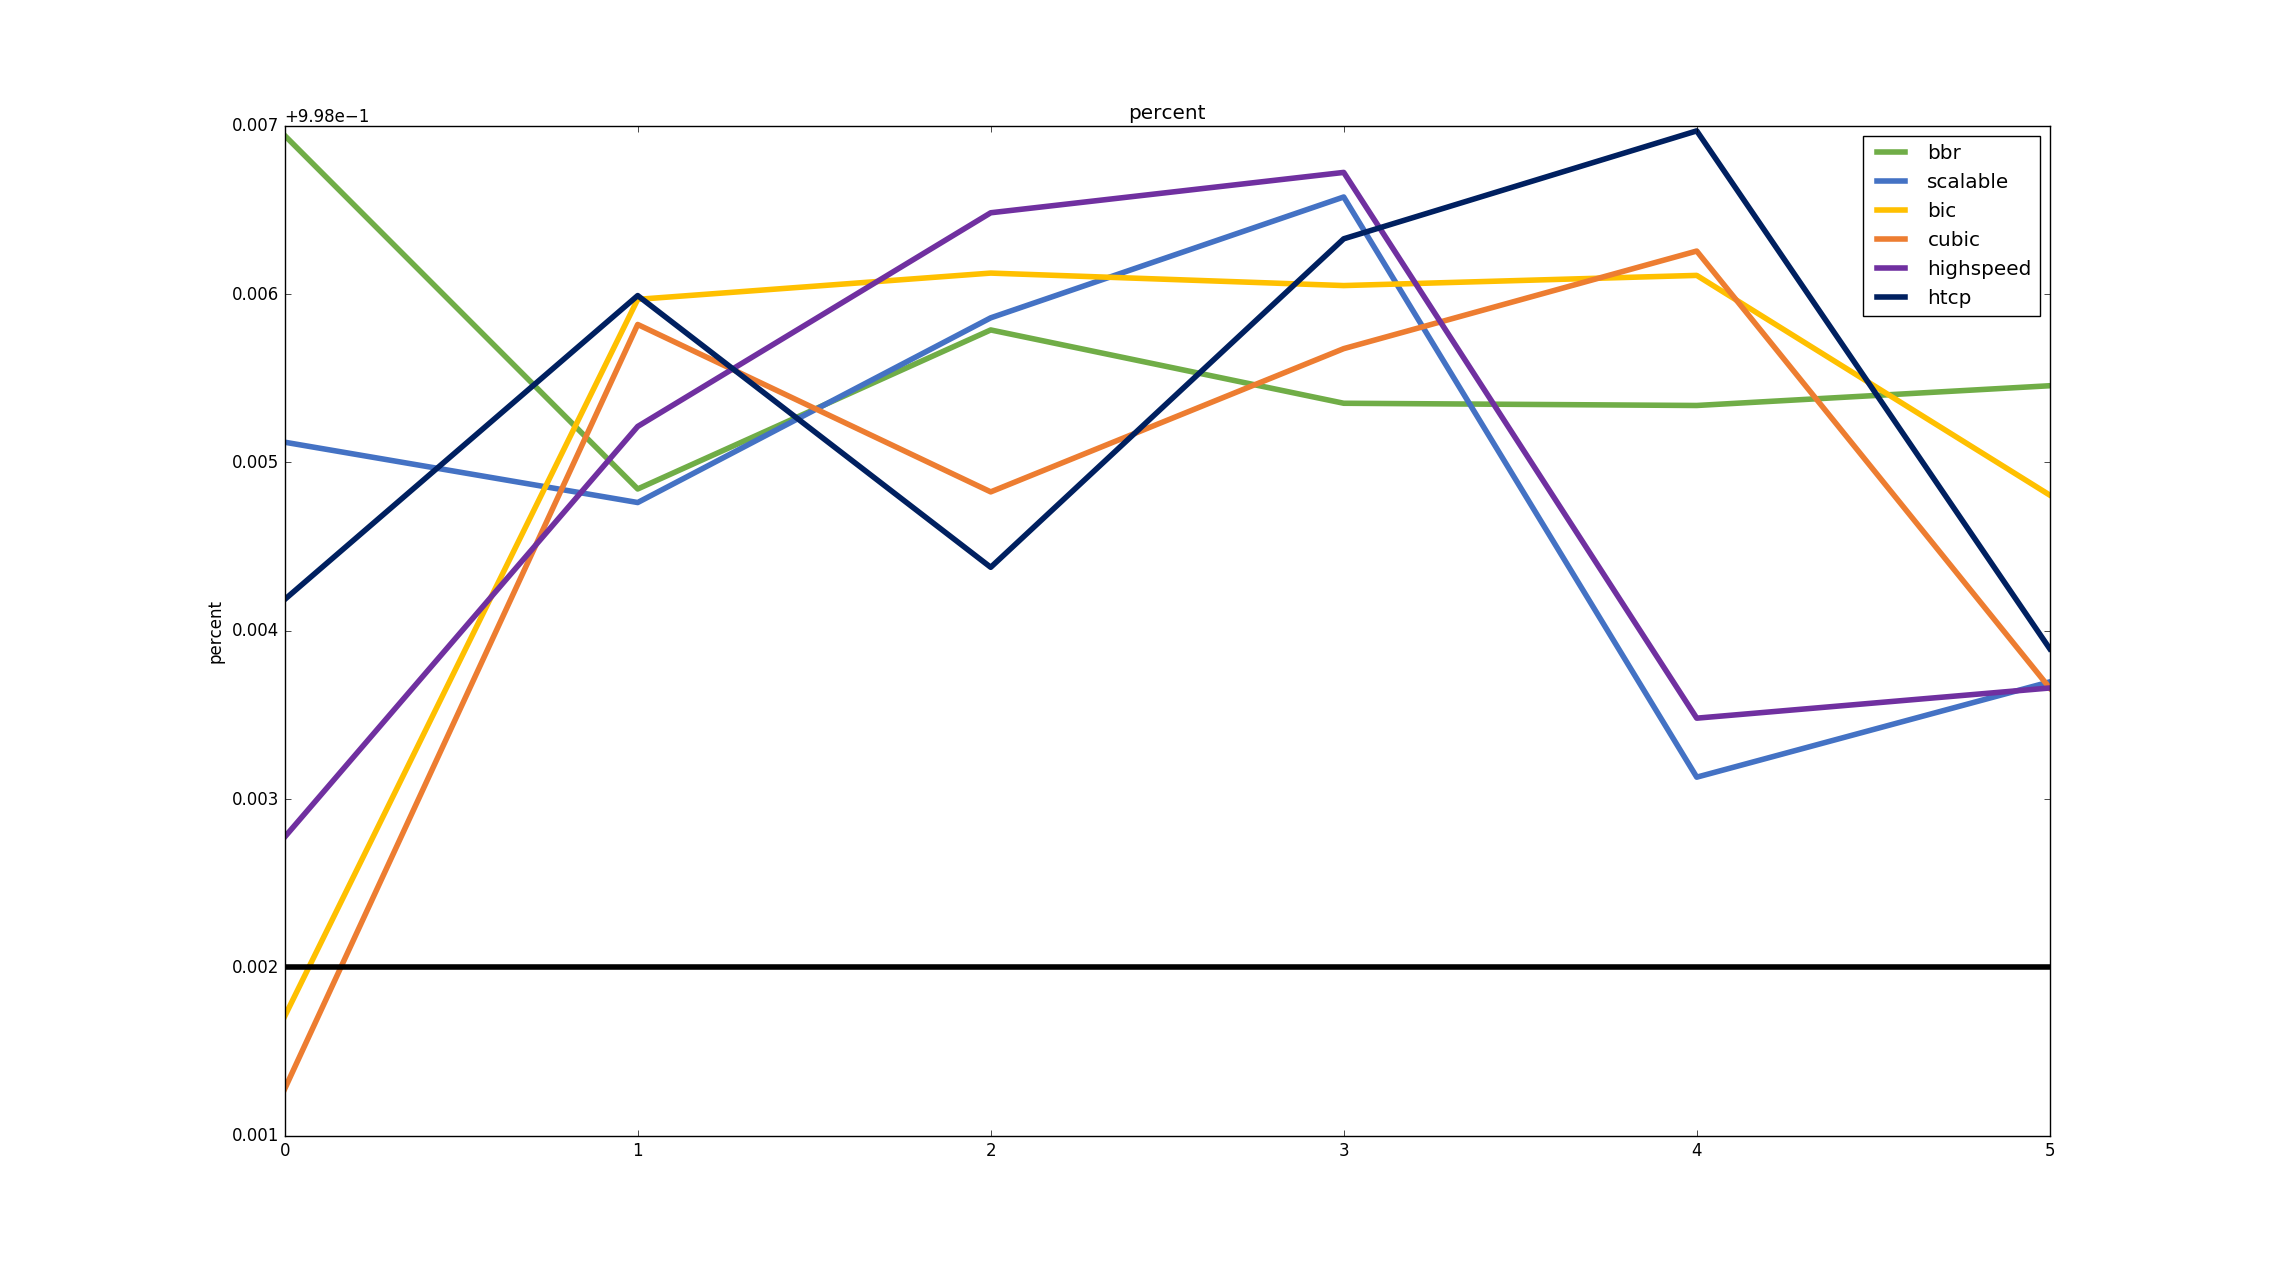 +9.98e−1
percent
0.007
0.006
0.005
0.004
0.003
0.002
0.001
percent
0 1 2 3 4 5
bbr
scalable
bic
cubic
highspeed
htcp